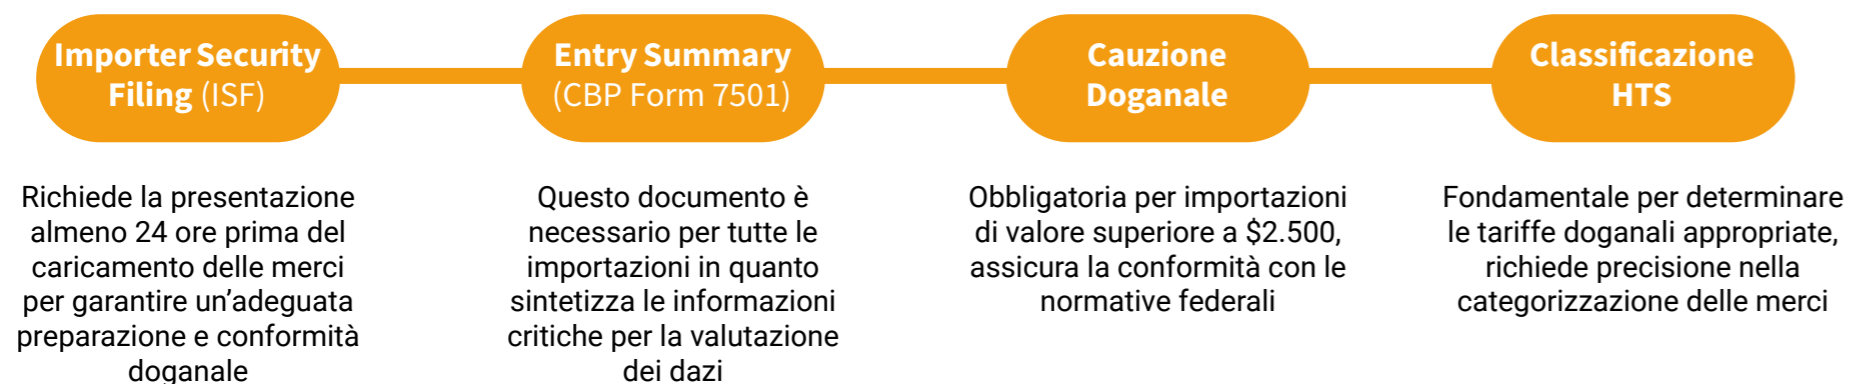 Importer Security
Filing (ISF)
Richiede la presentazione
almeno 24 ore prima del
caricamento delle merci
per garantire un’adeguata
preparazione e conformità
doganale
Entry Summary
(CBP Form 7501)
Questo documento è
necessario per tutte le
importazioni in quanto
sintetizza le informazioni
critiche per la valutazione
dei dazi
Cauzione
Doganale
Obbligatoria per importazioni
di valore superiore a $2.500,
assicura la conformità con le
normative federali
Classificazione
HTS
Fondamentale per determinare
le tariffe doganali appropriate,
richiede precisione nella
categorizzazione delle merci